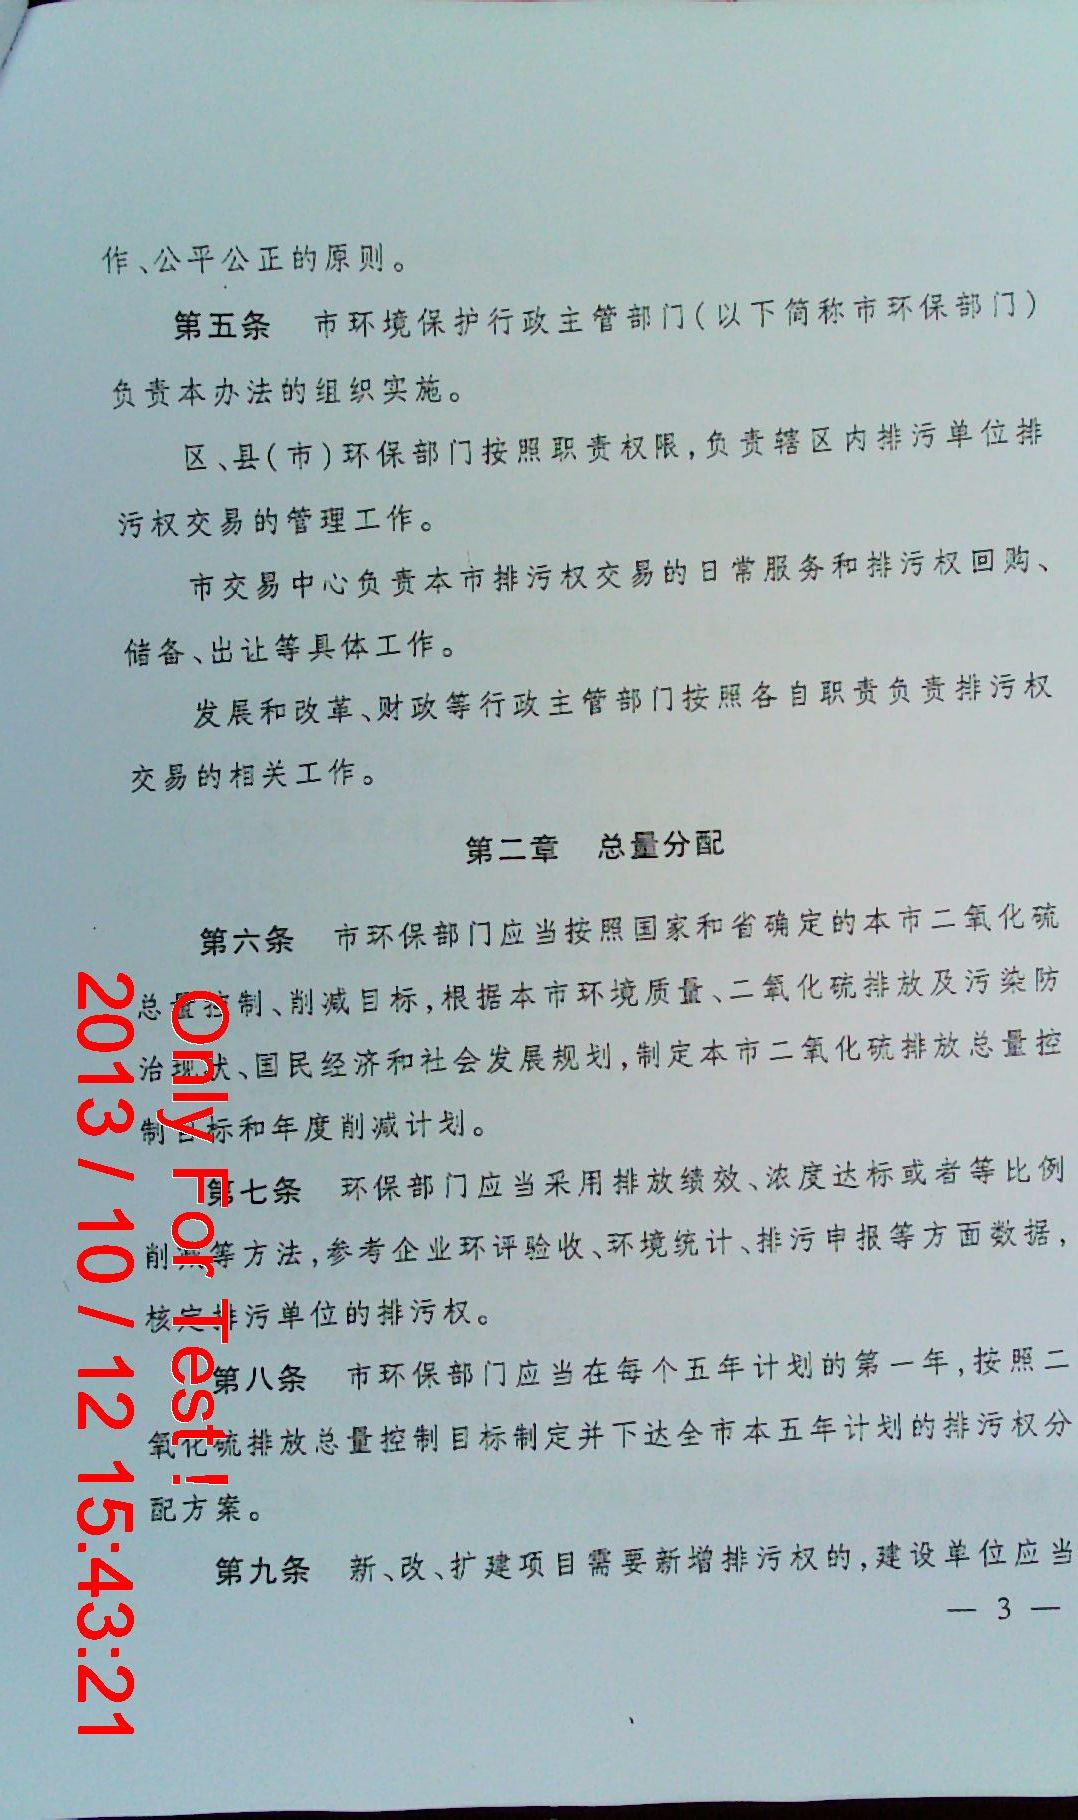 作、公平公正的原则。
第五条　市环境保护行政主管部门(以下简称市环保部门)
负责本办法的组织实施。
区、县(市)环保部门按照职责权限,负责辖区内排污单位排
污权交易的管理工作。
市交易中心负责本市排污权交易的日常服务和排污权回购、
储备、出让等具体工作。
发展和改革、财政等行政主管部门按照各自职责负责排污权
交易的相关工作。
第二章　总量分配
第六条　市环保部门应当按照国家和省确定的本市二氧化硫
总量控制、削减目标,根据本市环境质量、二氧化硫排放及污染防
治现状、国民经济和社会发展规划,制定本市二氧化硫排放总量控
制目标和年度削减计划。
第七条　环保部门应当采用排放绩效、浓度达标或者等比例
削减等方法,参考企业环评验收、环境统计、排污申报等方面数据,
核定排污单位的排污权。
第八条　市环保部门应当在每个五年计划的第一年,按照二
氧化硫排放总量控制目标制定并下达全市本五年计划的排污权分
配方案。
第九条　新、改、扩建项目需要新增排污权的,建设单位应当
— 3 —
Only For Test!
2013/10/12 15:43:21